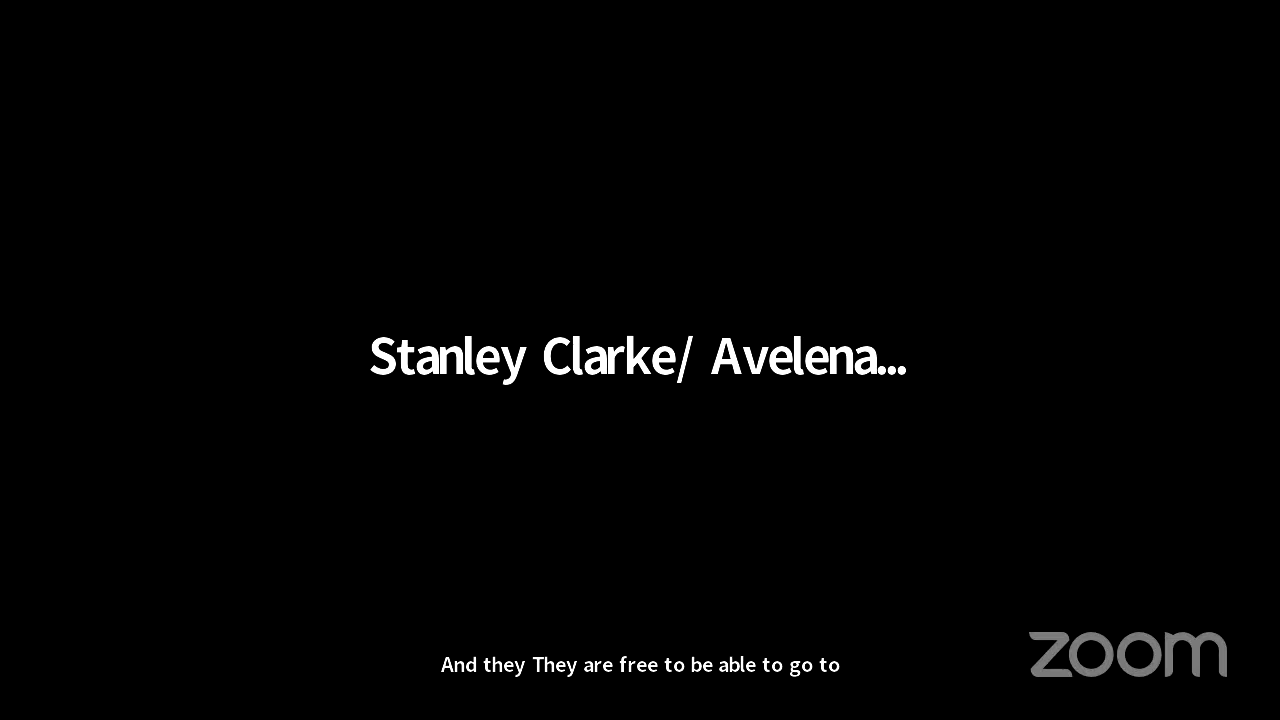 Stanley Clarke/ Avelena...
And they They are free to be able to go to
zoom